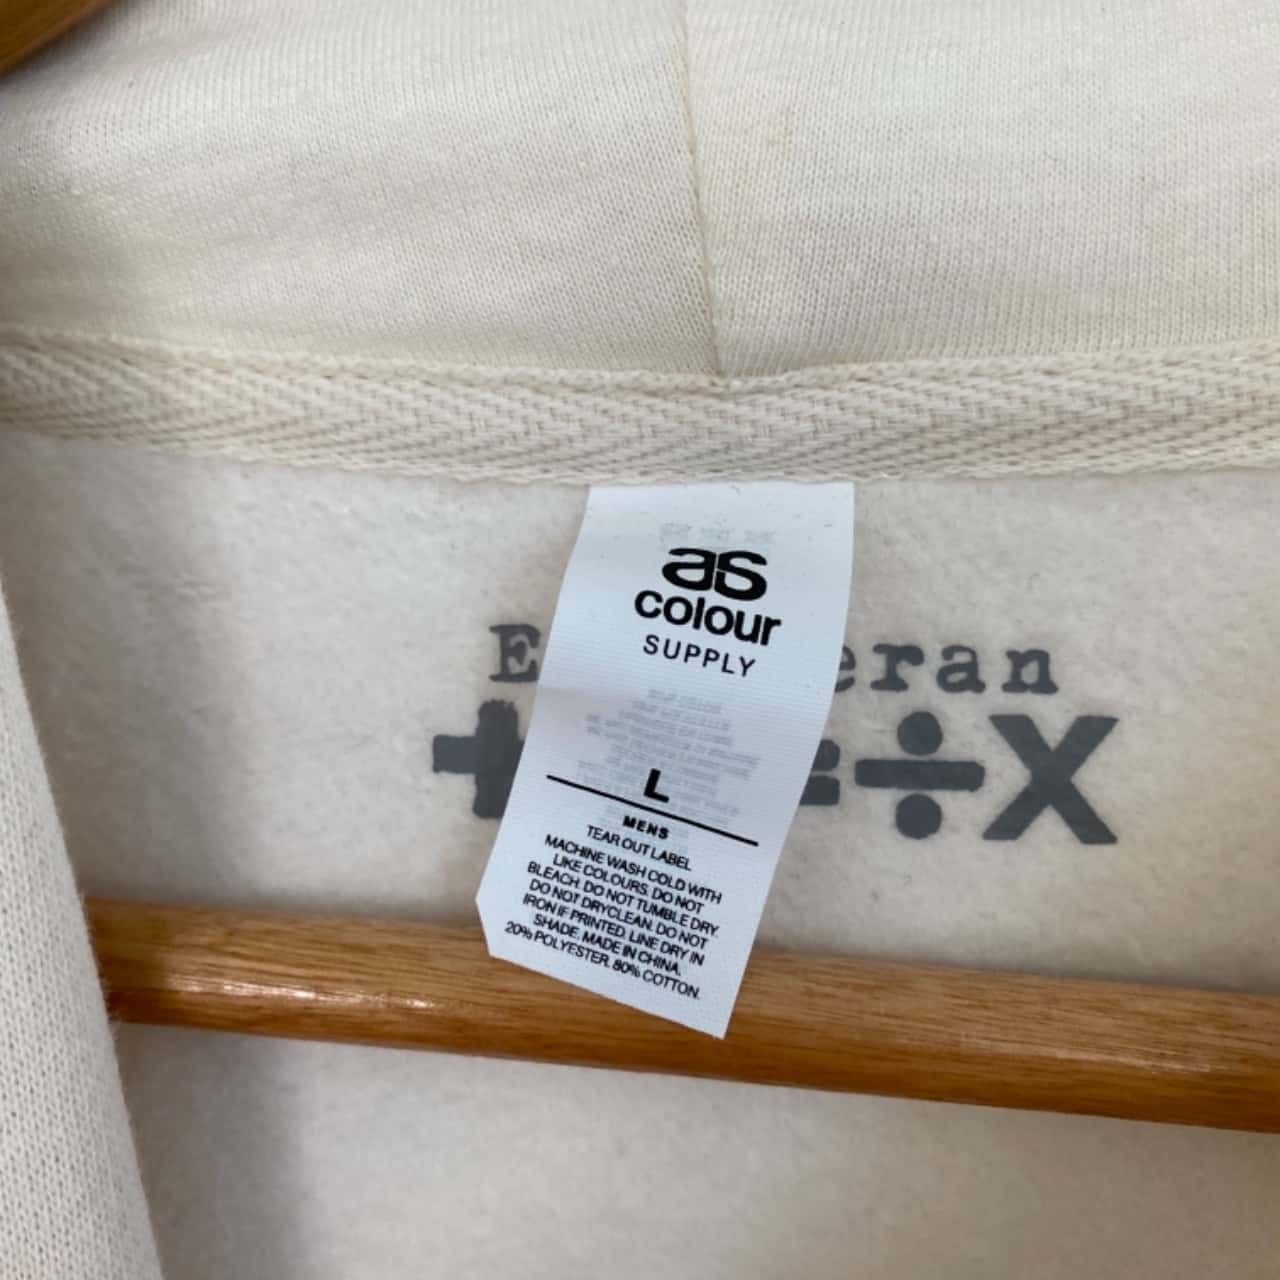 as
colour
SUPPLY
L
MENS
TEAR OUT LABEL
MACHINE WASH COLD WITH
LIKE COLOURS. DO NOT
BLEACH. DO NOT TUMBLE DRY.
DO NOT DRYCLEAN. DO NOT
IRON IF PRINTED. LINE DRY IN
SHADE. MADE IN CHINA.
20% POLYESTER. 80% COTTON.
+ ÷ X